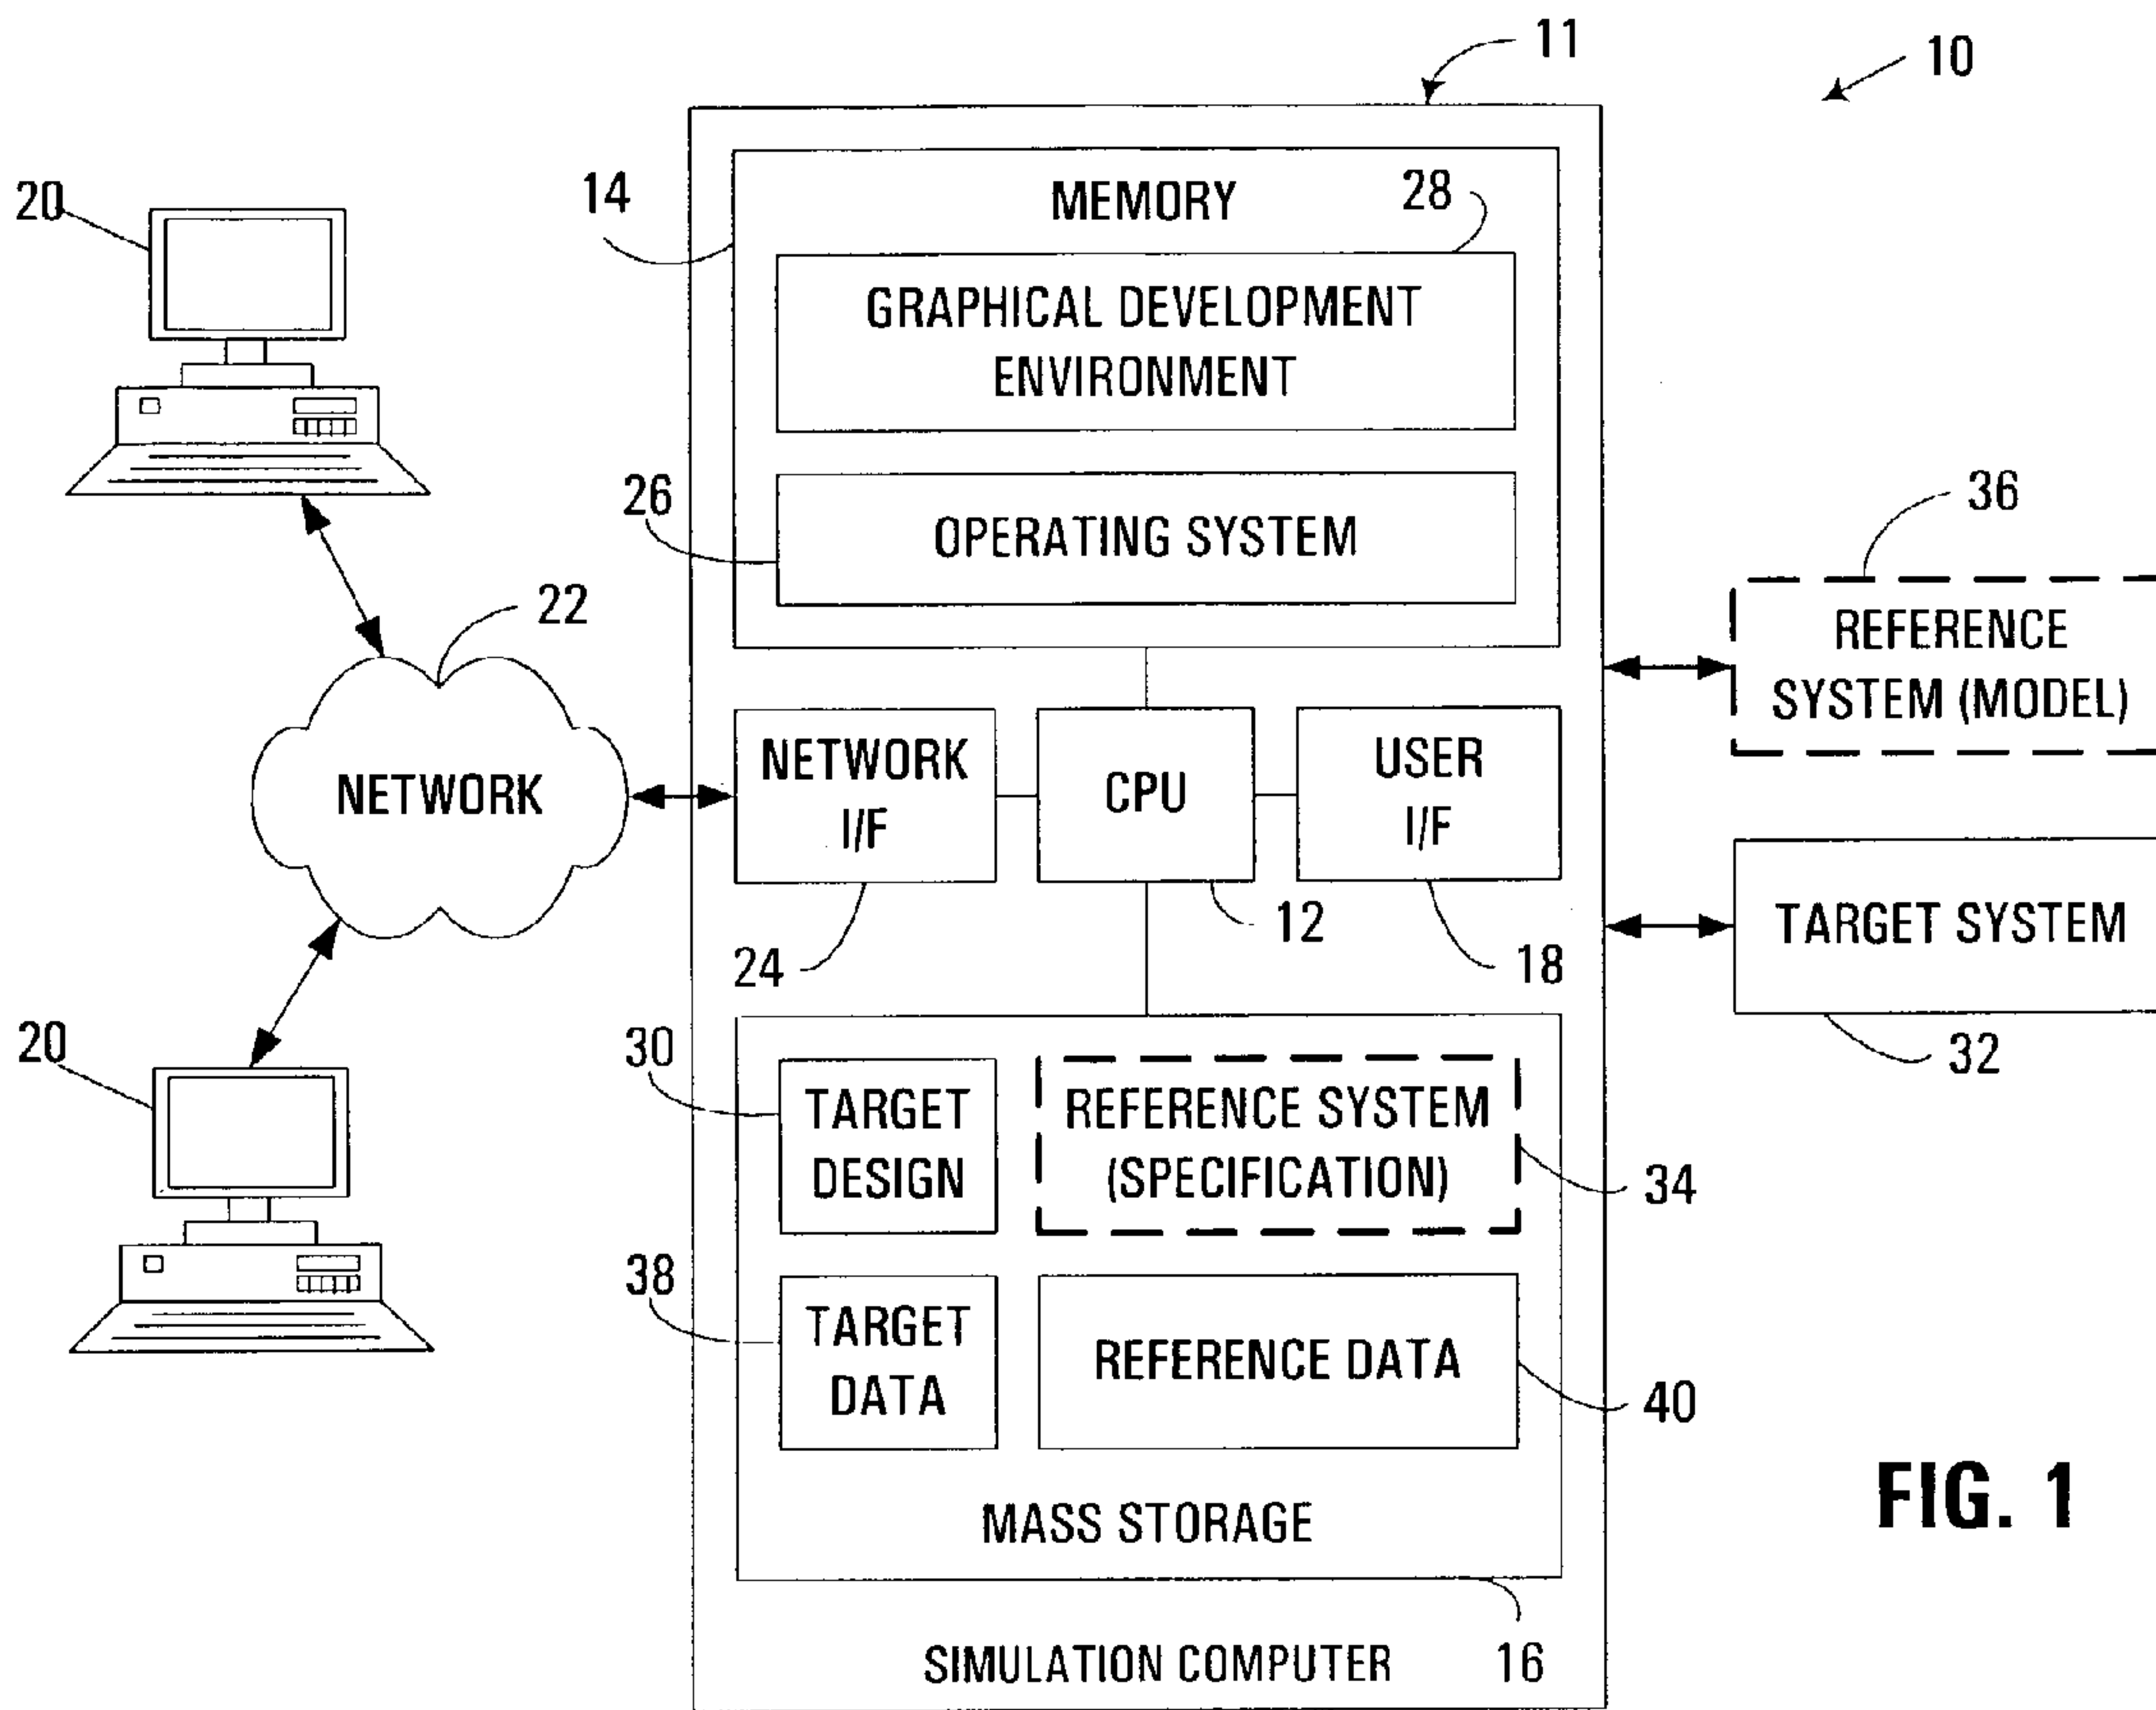 11
10
20
14
MEMORY
28
GRAPHICAL DEVELOPMENT
ENVIRONMENT
26
OPERATING SYSTEM
36
22
REFERENCE
SYSTEM (MODEL)
NETWORK
NETWORK
I/F
CPU
USER
I/F
24
12
18
TARGET SYSTEM
32
20
30
TARGET
DESIGN
REFERENCE SYSTEM
(SPECIFICATION)
34
38
TARGET
DATA
REFERENCE DATA
40
MASS STORAGE
16
SIMULATION COMPUTER
FIG. 1